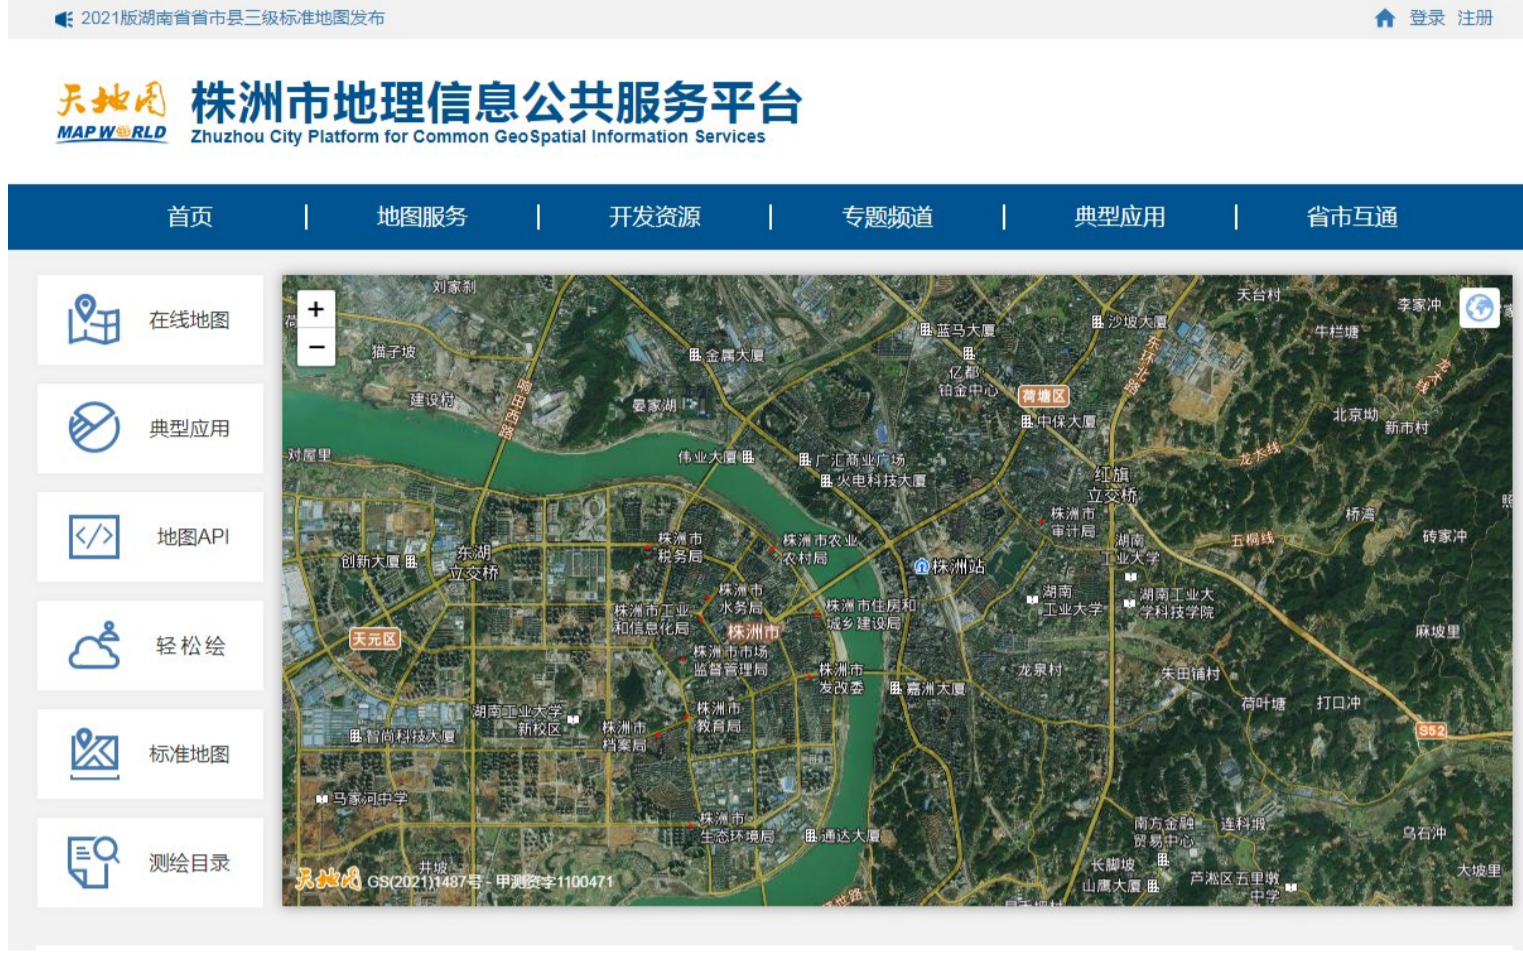 2021版湖南省省市县三级标准地图发布
登录 注册
天地图
MAP WORLD
株洲市地理信息公共服务平台
Zhuzhou City Platform for Common GeoSpatial Information Services
首页
地图服务
开发资源
专题频道
典型应用
省市互通
在线地图
典型应用
地图API
轻松绘
标准地图
测绘目录
+
−
刘家刹
天台村
李家冲
荷
猫子坡
金属大厦
蓝马大厦
沙坡大厦
牛栏塘
亿都
铂金中心
东环北路
龙大线
建设村
响田西路
晏家湖
荷塘区
中保大厦
北京坳
新市村
对屋里
伟业大厦
广汇商业广场
火电科技大厦
龙大线
红旗
立交桥
株洲市
审计局
桥湾
照
砖家冲
五桐线
创新大厦
东湖
立交桥
株洲市
税务局
株洲市农业
农村局
株洲站
湖南
工业大学
株洲市
水务局
株洲市工业
和信息化局
株洲市住房和
城乡建设局
湖南
工业大学
湖南工业大
学科技学院
天元区
株洲市
麻坡里
株洲市市场
监督管理局
株洲市
发改委
嘉洲大厦
龙泉村
朱田铺村
荷叶塘
打口冲
湖南工业大学
新校区
株洲市
教育局
株洲市
档案局
智尚科技大厦
S52
马家河中学
株洲市
生态环境局
通达大厦
南方金融
贸易中心
连科塅
乌石冲
井坡
长脚坡
山鹰大厦
芦淞区五里墩
中学
大坡里
天地图
GS(2021)1487号 - 甲测资字1100471